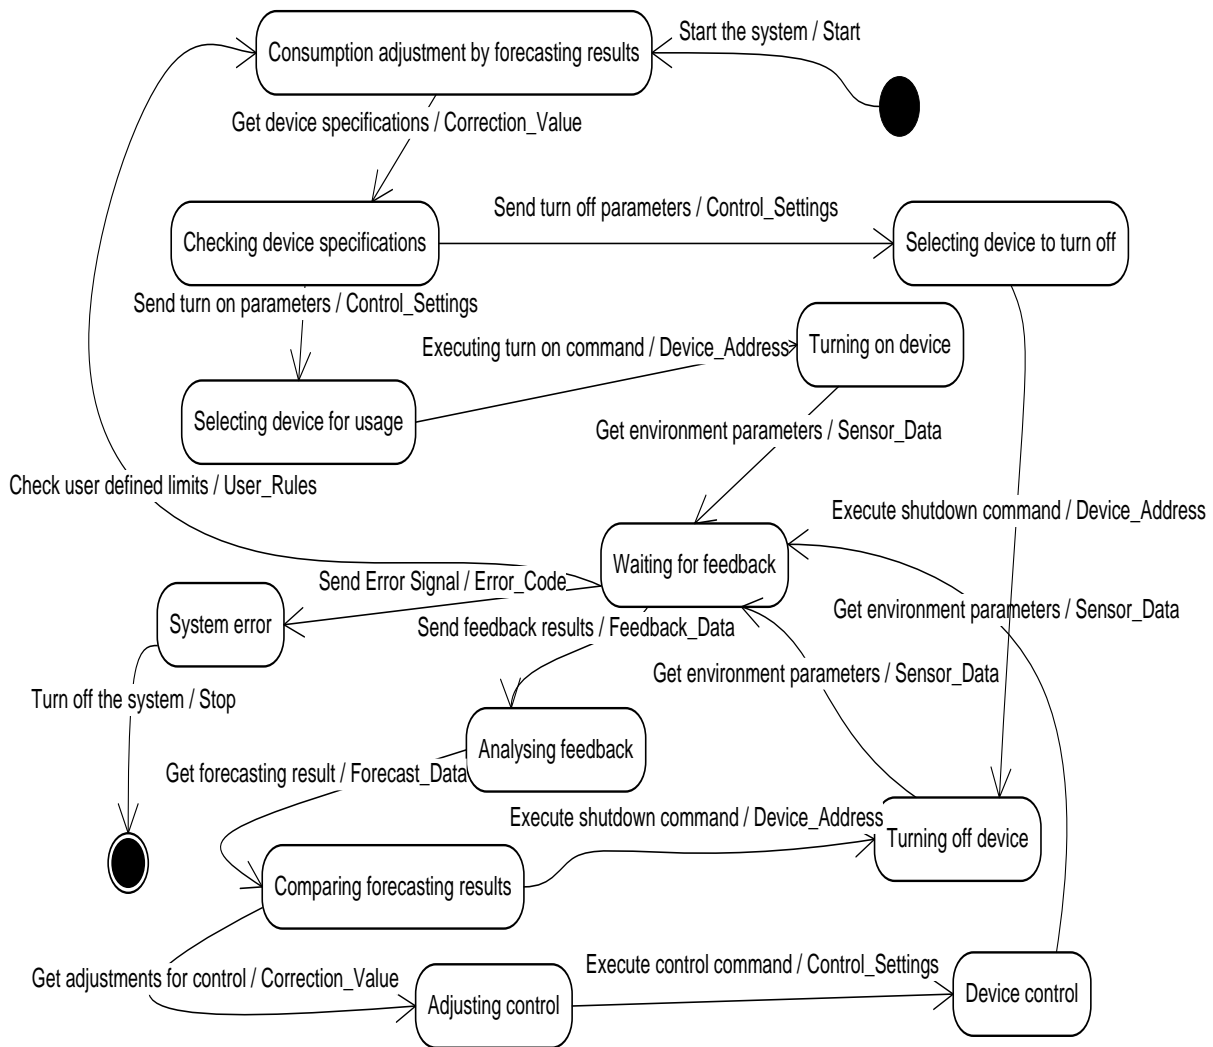 Start the system / Start
Consumption adjustment by forecasting results
Get device specifications / Correction_Value
Send turn off parameters / Control_Settings
Checking device specifications
Selecting device to turn off
Send turn on parameters / Control_Settings
Executing turn on command / Device_Address
Turning on device
Selecting device for usage
Get environment parameters / Sensor_Data
Check user defined limits / User_Rules
Execute shutdown command / Device_Address
Waiting for feedback
Send Error Signal / Error_Code
Get environment parameters / Sensor_Data
System error
Send feedback results / Feedback_Data
Get environment parameters / Sensor_Data
Turn off the system / Stop
Analysing feedback
Get forecasting result / Forecast_Data
Execute shutdown command / Device_Address
Turning off device
Comparing forecasting results
Execute control command / Control_Settings
Get adjustments for control / Correction_Value
Device control
Adjusting control